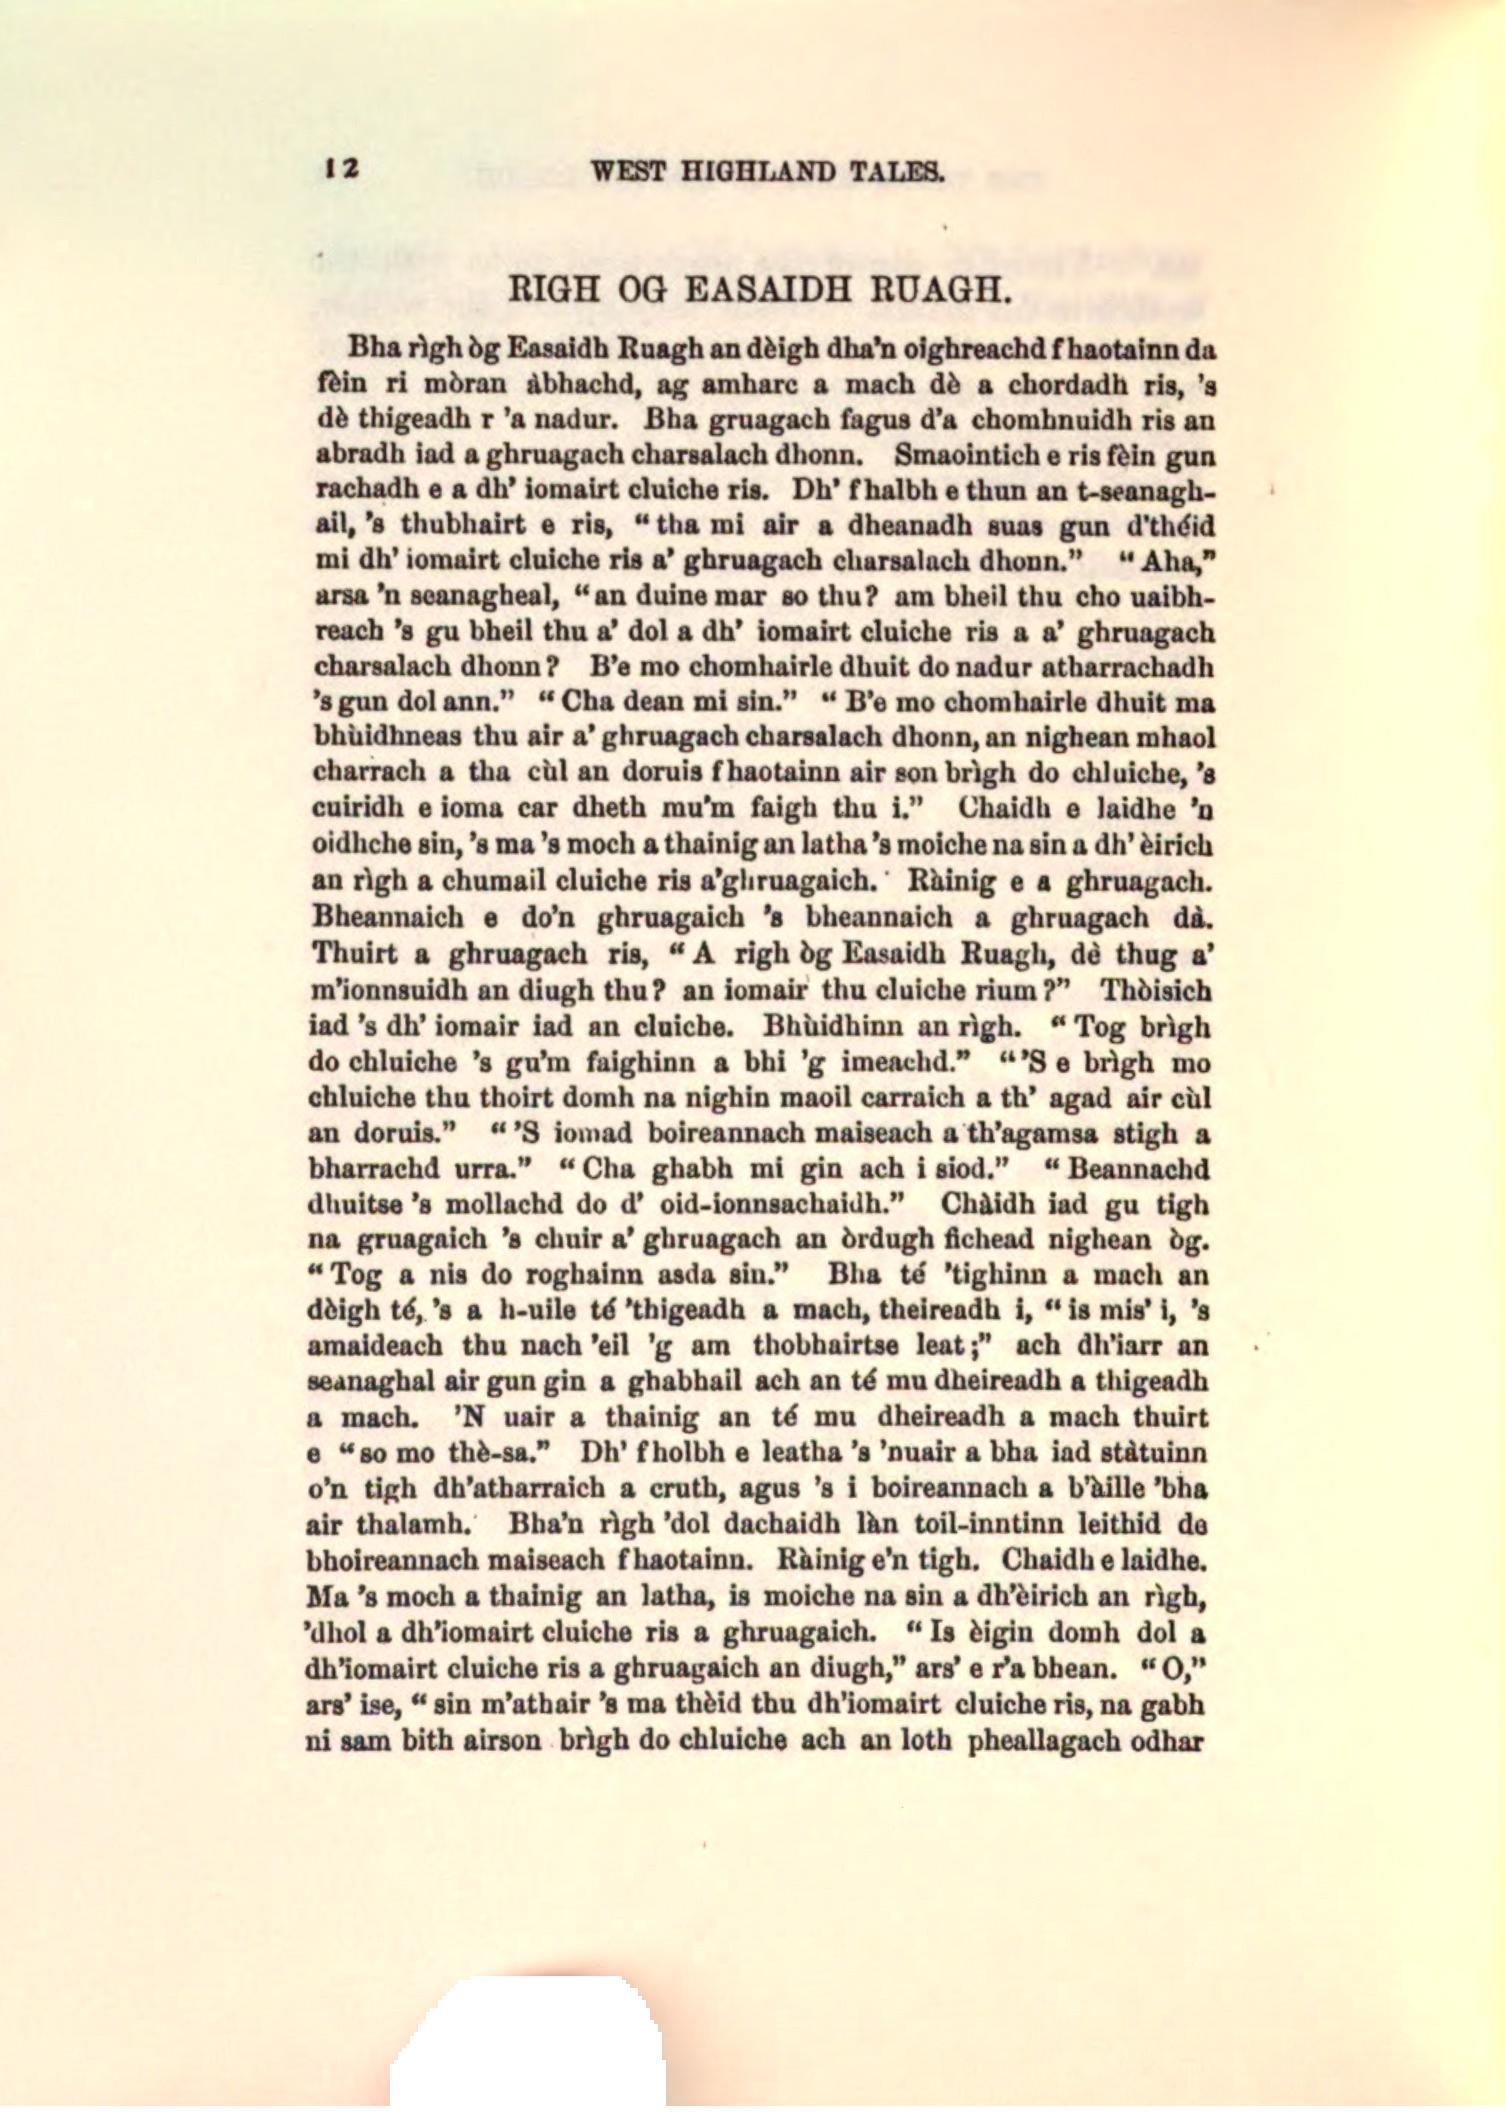 12 WEST HIGHLAND TALES.
RIGH OG EASAIDH RUAGH.
Bha rìgh òg Easaidh Ruagh an dèigh dha'n oighreachd fhaotainn da
fèin ri mòran àbhachd, ag amharc a mach dè a chordadh ris, 's
dè thigeadh r 'a nadur. Bha gruagach fagus d'a chomhnuidh ris an
abradh iad a ghruagach charsalach dhonn. Smaointich e ris fèin gun
rachadh e a dh' iomairt cluiche ris. Dh' fhalbh e thun an t-seanagh-
ail, 's thubhairt e ris, “tha mi air a dheanadh suas gun d'théid
mi dh' iomairt cluiche ris a' ghruagach charsalach dhonn.” “Aha,”
arsa 'n seanagheal, “an duine mar so thu? am bheil thu cho uaibh-
reach 's gu bheil thu a' dol a dh' iomairt cluiche ris a a' ghruagach
charsalach dhonn? B'e mo chomhairle dhuit do nadur atharrachadh
's gun dol ann.” “Cha dean mi sin.” “B'e mo chomhairle dhuit ma
bhùidhneas thu air a' ghruagach charsalach dhonn, an nighean mhaol
charrach a tha cùl an doruis fhaotainn air son brìgh do chluiche, 's
cuiridh e ioma car dheth mu'm faigh thu i.” Chaidh e laidhe 'n
oidhche sin, 's ma 's moch a thainig an latha 's moiche na sin a dh' èirich
an rìgh a chumail cluiche ris a'ghruagaich. Ràinig e a ghruagach.
Bheannaich e do'n ghruagaich 's bheannaich a ghruagach dà.
Thuirt a ghruagach ris, “A righ òg Easaidh Ruagh, dè thug a'
m'ionnsuidh an diugh thu? an iomair thu cluiche rium?” Thòisich
iad 's dh' iomair iad an cluiche. Bhùidhinn an rìgh. “Tog brìgh
do chluiche 's gu'm faighinn a bhi 'g imeachd.” “'S e brìgh mo
chluiche thu thoirt domh na nighin maoil carraich a th' agad air cùl
an doruis.” “'S iomad boireannach maiseach a th'agamsa stigh a
bharrachd urra.” “Cha ghabh mi gin ach i siod.” “Beannachd
dhuitse 's mollachd do d' oid-ionnsachaidh.” Chàidh iad gu tigh
na gruagaich 's chuir a' ghruagach an òrdugh fichead nighean òg.
“Tog a nis do roghainn asda sin.” Bha té 'tighinn a mach an
dèigh té, 's a h-uile té 'thigeadh a mach, theireadh i, “is mis' i, 's
amaideach thu nach 'eil 'g am thobhairtse leat;” ach dh'iarr an
seanaghal air gun gin a ghabhail ach an té mu dheireadh a thigeadh
a mach. 'N uair a thainig an té mu dheireadh a mach thuirt
e “so mo thè-sa.” Dh' fholbh e leatha 's 'nuair a bha iad stàtuinn
o'n tigh dh'atharraich a cruth, agus 's i boireannach a b'àille 'bha
air thalamh. Bha'n rìgh 'dol dachaidh làn toil-inntinn leithid de
bhoireannach maiseach fhaotainn. Ràinig e'n tigh. Chaidh e laidhe.
Ma 's moch a thainig an latha, is moiche na sin a dh'èirich an rìgh,
'dhol a dh'iomairt cluiche ris a ghruagaich. “Is èigin domh dol a
dh'iomairt cluiche ris a ghruagaich an diugh,” ars' e r'a bhean. “O,”
ars' ise, “sin m'athair 's ma thèid thu dh'iomairt cluiche ris, na gabh
ni sam bith airson brìgh do chluiche ach an loth pheallagach odhar